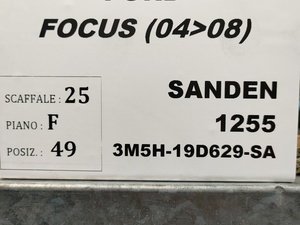 FOCUS (04>08)
SCAFFALE : 25
PIANO : F
POSIZ. : 49
SANDEN
1255
3M5H-19D629-SA